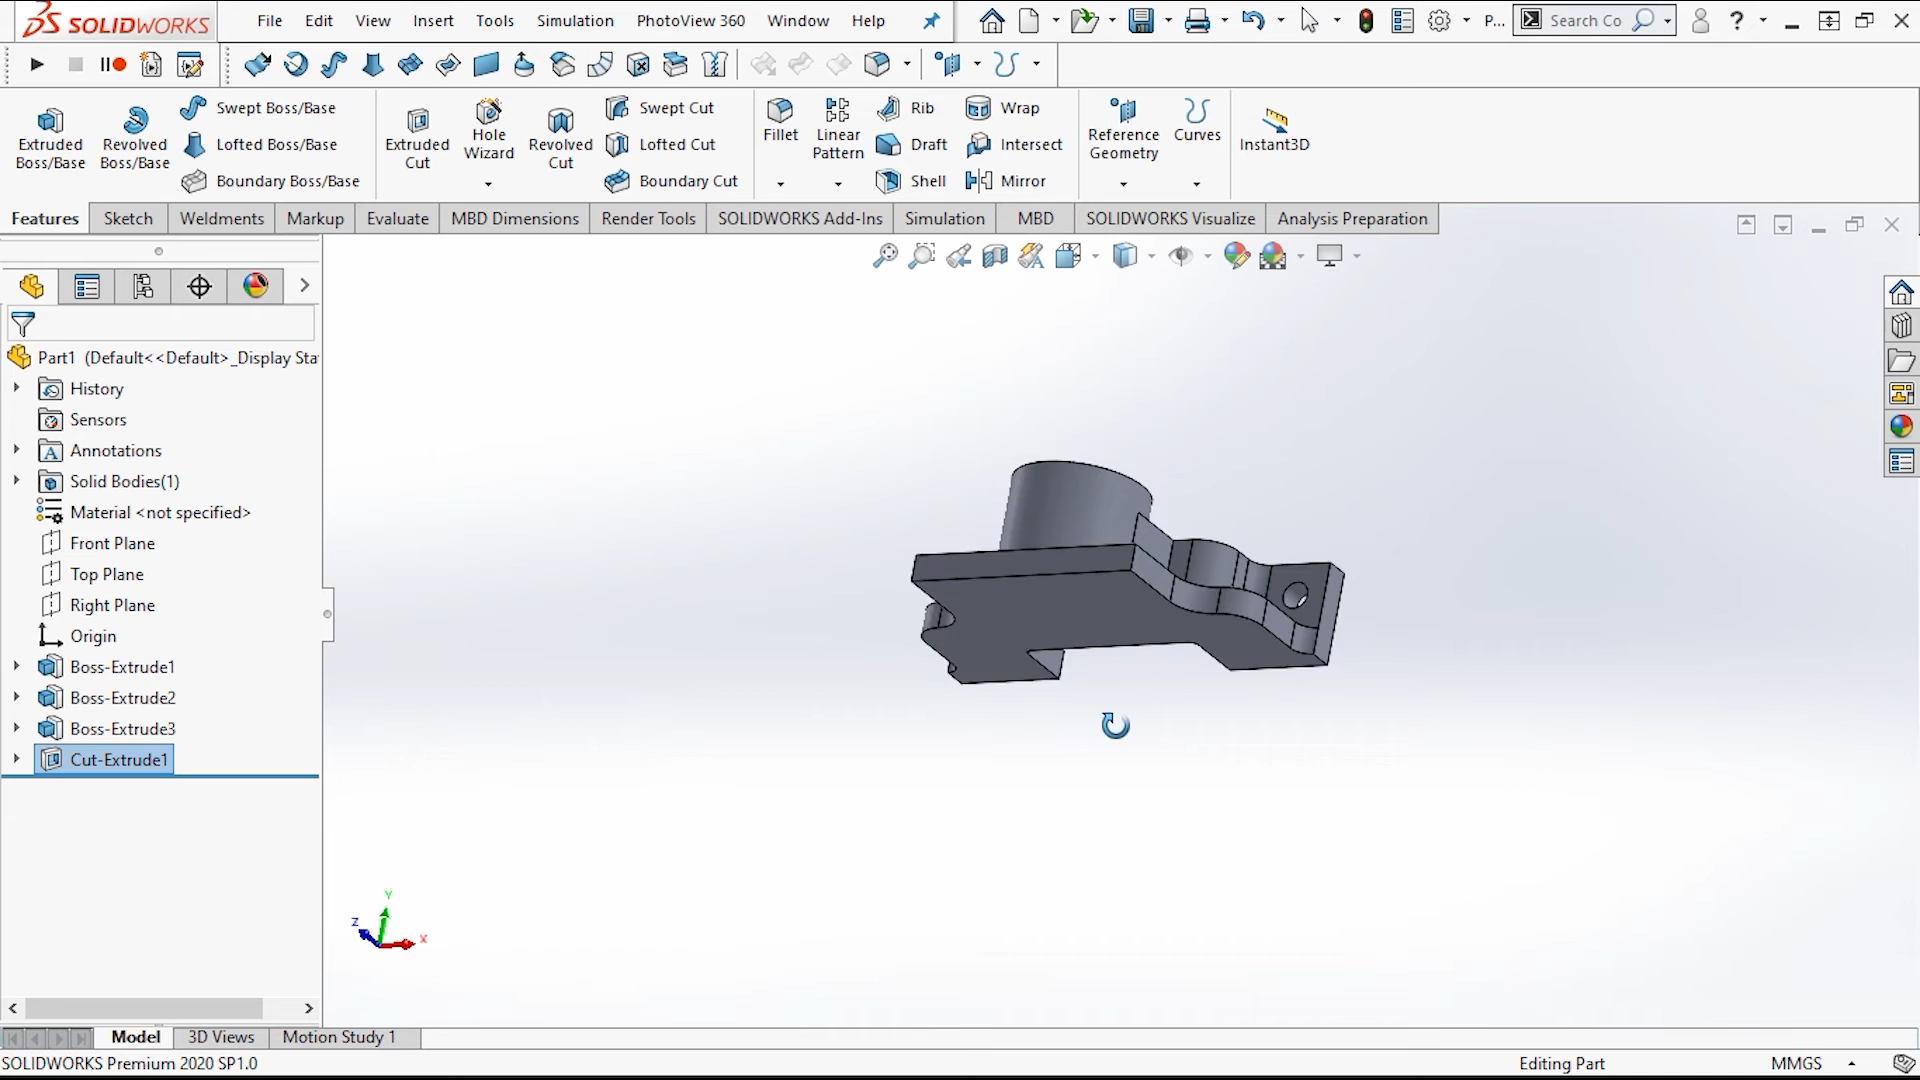 SOLIDWORKS File Edit View Insert Tools Simulation PhotoView 360 Window Help P... Search Co ?
Extruded Boss/Base
Revolved Boss/Base
Swept Boss/Base
Lofted Boss/Base
Boundary Boss/Base
Extruded Cut
Hole Wizard
Revolved Cut
Swept Cut
Lofted Cut
Boundary Cut
Fillet
Linear Pattern
Rib
Draft
Shell
Wrap
Intersect
Mirror
Reference Geometry
Curves
Instant3D
Features Sketch Weldments Markup Evaluate MBD Dimensions Render Tools SOLIDWORKS Add-Ins Simulation MBD SOLIDWORKS Visualize Analysis Preparation
Part1 (Default<<Default>_Display Sta
History
Sensors
Annotations
Solid Bodies(1)
Material <not specified>
Front Plane
Top Plane
Right Plane
Origin
Boss-Extrude1
Boss-Extrude2
Boss-Extrude3
Cut-Extrude1
Y
Z
X
Model 3D Views Motion Study 1
SOLIDWORKS Premium 2020 SP1.0 Editing Part MMGS